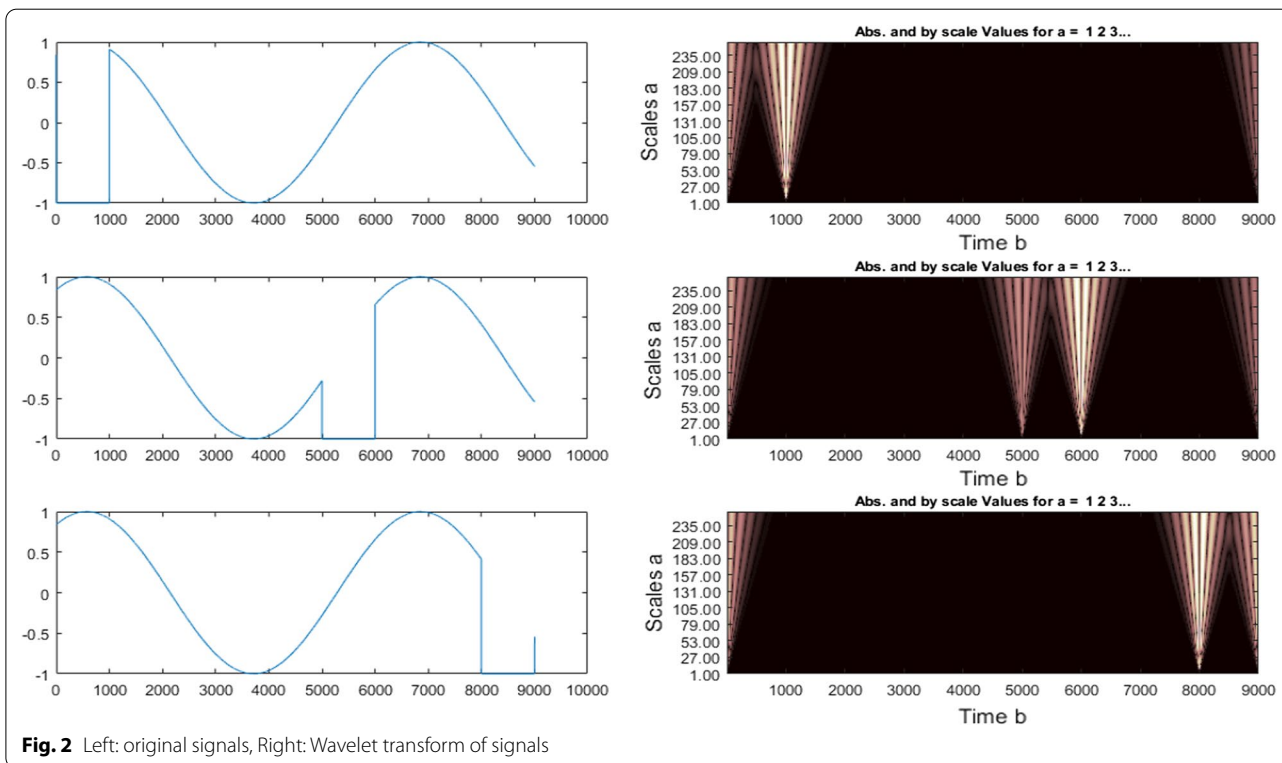 1
0.5
0
-0.5
-1
0 1000 2000 3000 4000 5000 6000 7000 8000 9000 10000
Abs. and by scale Values for a = 1 2 3...
Scales a
235.00
209.00
183.00
157.00
131.00
105.00
79.00
53.00
27.00
1.00
1000 2000 3000 4000 5000 6000 7000 8000 9000
Time b
1
0.5
0
-0.5
-1
0 1000 2000 3000 4000 5000 6000 7000 8000 9000 10000
Abs. and by scale Values for a = 1 2 3...
Scales a
235.00
209.00
183.00
157.00
131.00
105.00
79.00
53.00
27.00
1.00
1000 2000 3000 4000 5000 6000 7000 8000 9000
Time b
1
0.5
0
-0.5
-1
0 1000 2000 3000 4000 5000 6000 7000 8000 9000 10000
Abs. and by scale Values for a = 1 2 3...
Scales a
235.00
209.00
183.00
157.00
131.00
105.00
79.00
53.00
27.00
1.00
1000 2000 3000 4000 5000 6000 7000 8000 9000
Time b
Fig. 2 Left: original signals, Right: Wavelet transform of signals